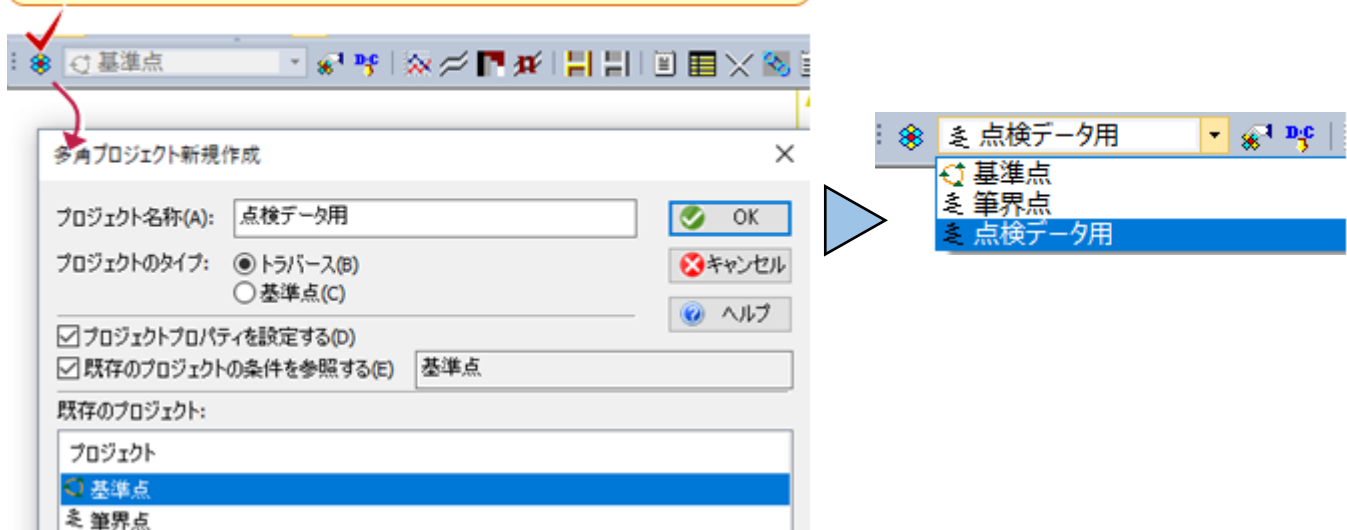 基準点
多角プロジェクト新規作成
プロジェクト名称(A): 点検データ用
OK
プロジェクトのタイプ: トラバース(B)
キャンセル
基準点(C)
ヘルプ
プロジェクトプロパティを設定する(D)
既存のプロジェクトの条件を参照する(E) 基準点
既存のプロジェクト:
プロジェクト
基準点
筆界点
点検データ用
基準点
筆界点
点検データ用